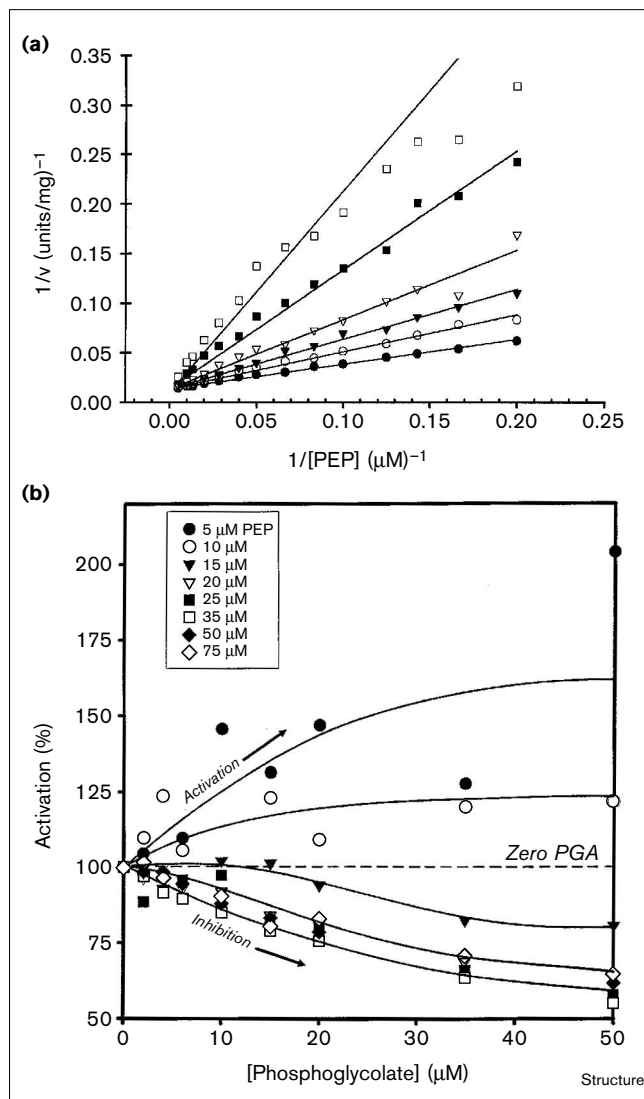 (a)
0.35
0.30
0.25
0.20
0.15
0.10
0.05
0.00
1/v (units/mg)⁻¹
0.00 0.05 0.10 0.15 0.20 0.25
1/[PEP] (μM)⁻¹
(b)
5 μM PEP
10 μM
15 μM
20 μM
25 μM
35 μM
50 μM
75 μM
200
175
150
125
100
75
50
Activation (%)
Activation
Zero PGA
Inhibition
0 10 20 30 40 50
[Phosphoglycolate] (μM)
Structure